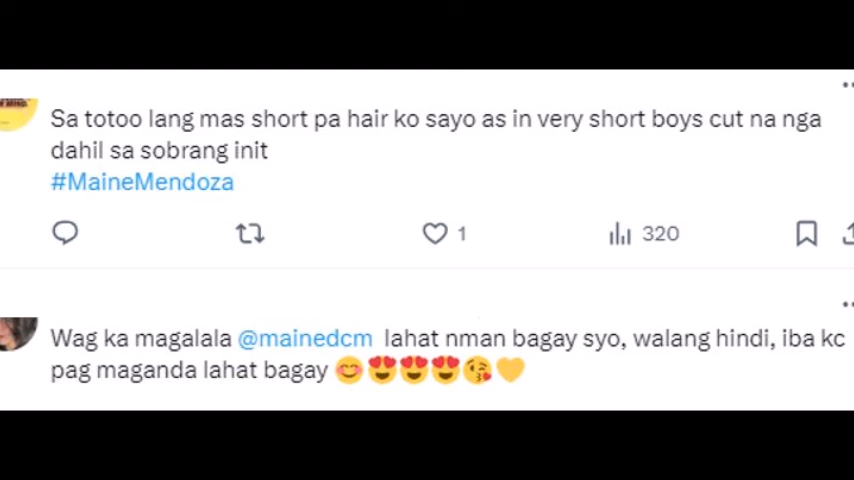 Sa totoo lang mas short pa hair ko sayo as in very short boys cut na nga
dahil sa sobrang init
#MaineMendoza
1
320
Wag ka magalala @mainedcm lahat nman bagay syo, walang hindi, iba kc
pag maganda lahat bagay 😊😍😍😍😘💛